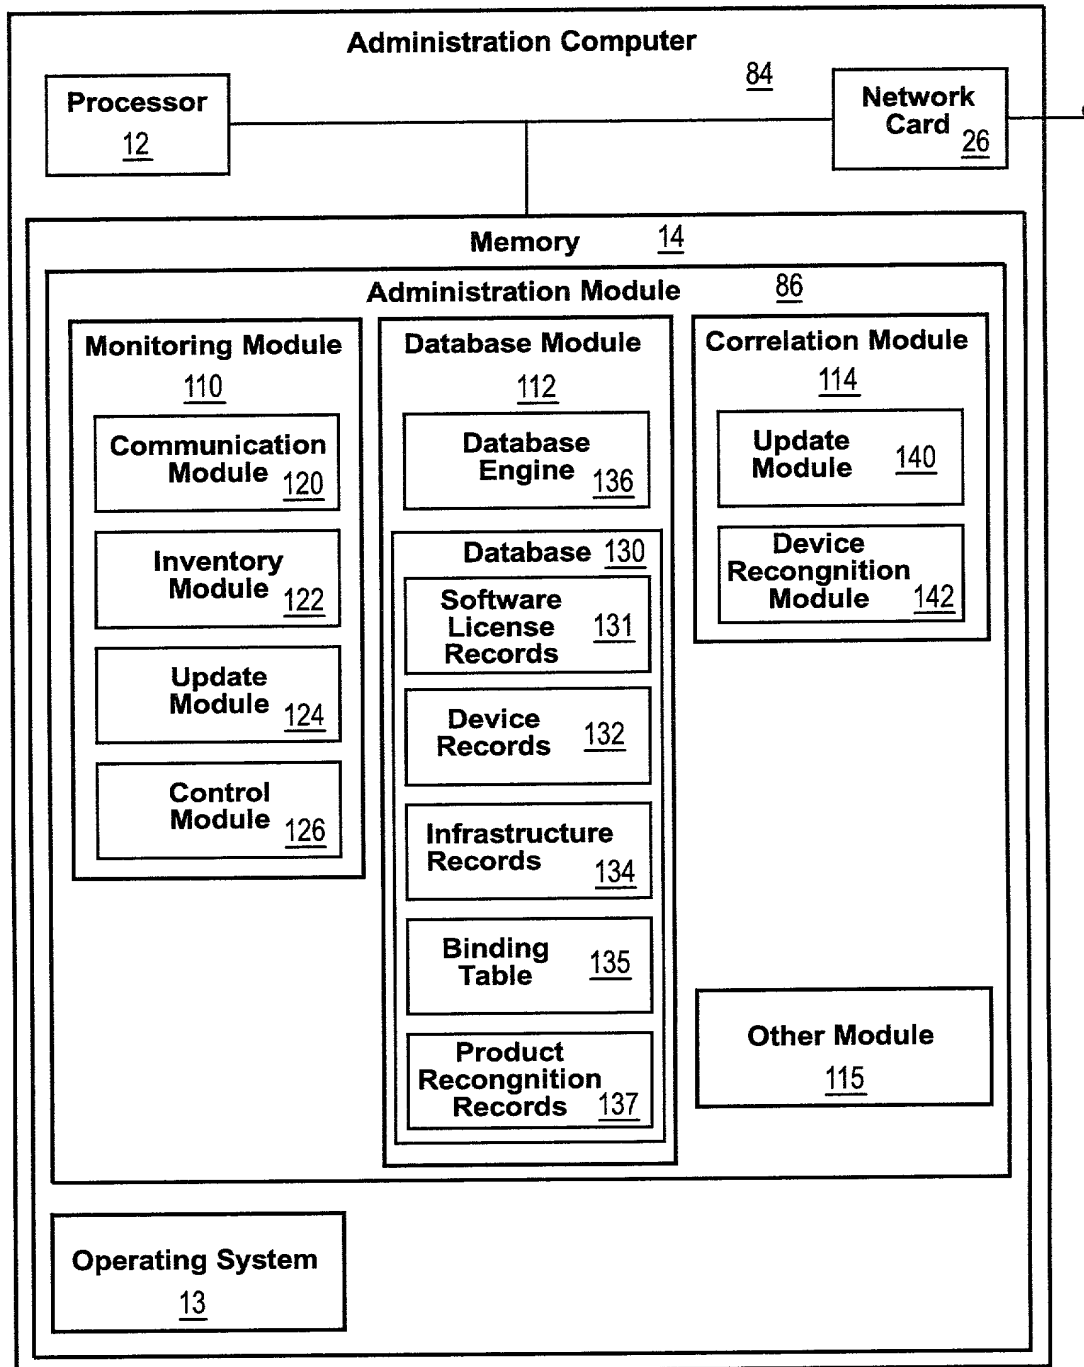 Administration Computer
84
Processor
12
Network
Card
26
Memory 14
Administration Module 86
Monitoring Module
110
Communication
Module 120
Inventory
Module 122
Update
Module 124
Control
Module 126
Database Module
112
Database
Engine 136
Database 130
Software
License 131
Records
Device
Records 132
Infrastructure
Records 134
Binding
Table 135
Product
Recongnition
Records 137
Correlation Module
114
Update
Module 140
Device
Recongnition
Module 142
Other Module
115
Operating System
13